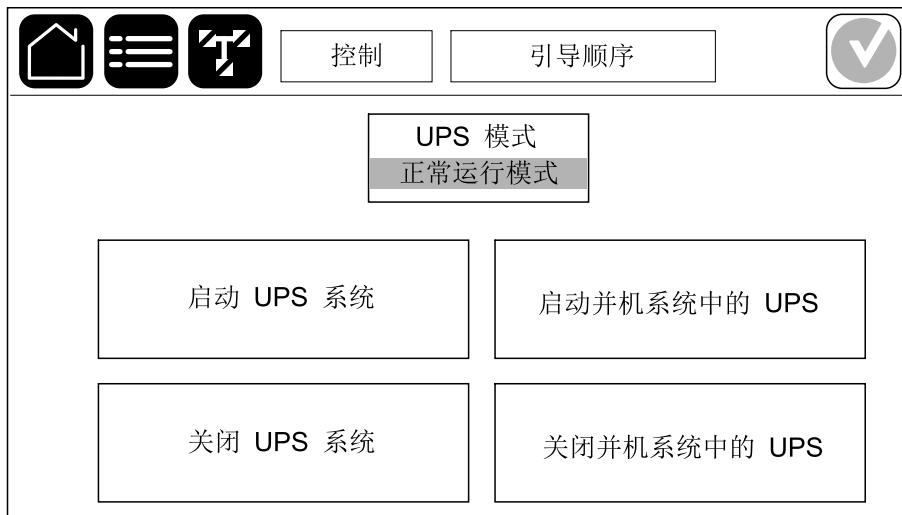 控制
引导顺序
UPS 模式
正常运行模式
启动 UPS 系统
启动并机系统中的 UPS
关闭 UPS 系统
关闭并机系统中的 UPS